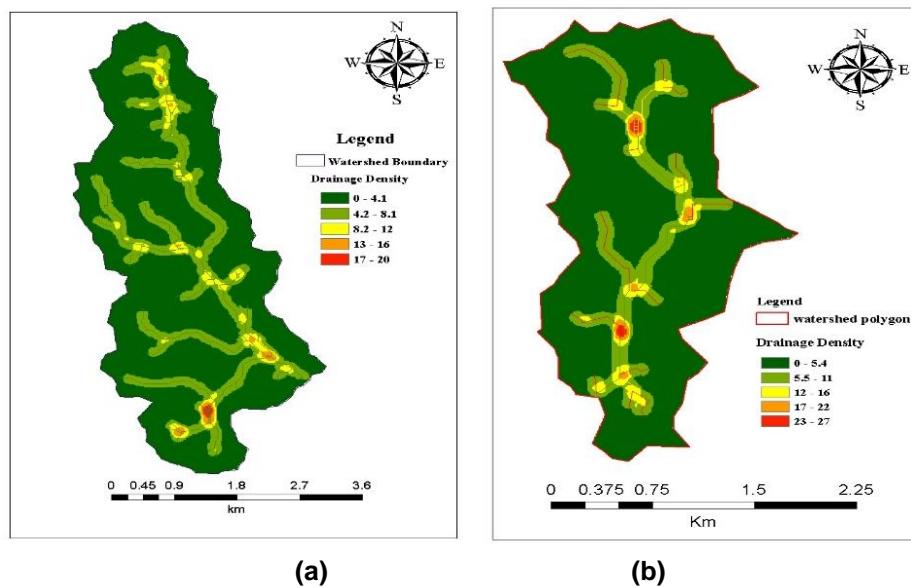 N
W E
S
Legend
Watershed Boundary
Drainage Density
0 - 4.1
4.2 - 8.1
8.2 - 12
13 - 16
17 - 20
0 0.45 0.9 1.8 2.7 3.6
km
(a)
N
W E
S
Legend
watershed polygon
Drainage Density
0 - 5.4
5.5 - 11
12 - 16
17 - 22
23 - 27
0 0.375 0.75 1.5 2.25
Km
(b)